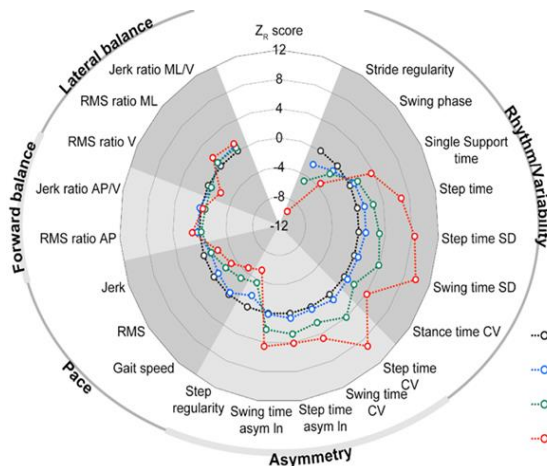 Z_R score
12
8
4
0
-4
-8
-12
Stride regularity
Swing phase
Single Support
time
Step time
Step time SD
Swing time SD
Stance time CV
Step time
CV
Swing time
CV
Step time
asym ln
Swing time
asym ln
Step
regularity
Gait speed
RMS
Jerk
RMS ratio AP
Jerk ratio AP/V
RMS ratio V
RMS ratio ML
Jerk ratio ML/V
Lateral balance
Forward balance
Pace
Asymmetry
Rhythm/Variability